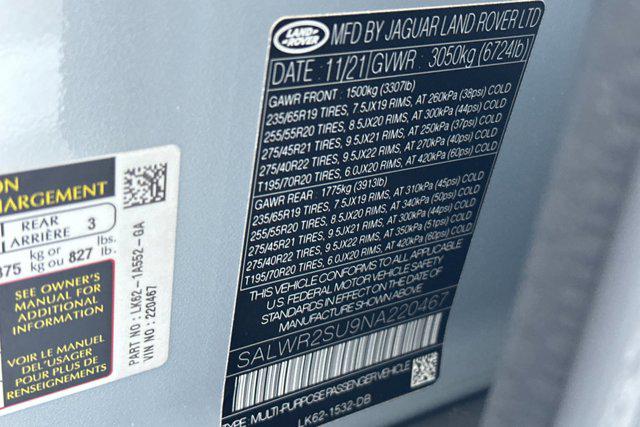 ON
HARGEMENT
REAR
ARRIÈRE
3
375
kg or
kg ou
827
lbs.
lb.
SEE OWNER'S
MANUAL FOR
ADDITIONAL
INFORMATION
VOIR LE MANUEL
DEL'USAGER
POUR PLUS DE
RENSEIGNEMENTS
PART NO: LK62-1A552-GA
VIN NO: 220467
LAND-
-ROVER
MFD BY JAGUAR LAND ROVER LTD
DATE : 11/21 GVWR : 3050kg (6724lb)
GAWR FRONT : 1500kg (3307lb)
235/65R19 TIRES, 7.5JX19 RIMS, AT 260kPa (38psi) COLD
255/55R20 TIRES, 8.5JX20 RIMS, AT 300kPa (44psi) COLD
275/45R21 TIRES, 9.5JX21 RIMS, AT 250kPa (37psi) COLD
275/40R22 TIRES, 9.5JX22 RIMS, AT 270kPa (40psi) COLD
T195/70R20 TIRES, 6.0JX20 RIMS, AT 420kPa (60psi) COLD
GAWR REAR : 1775kg (3913lb)
235/65R19 TIRES, 7.5JX19 RIMS, AT 310kPa (45psi) COLD
255/55R20 TIRES, 8.5JX20 RIMS, AT 340kPa (50psi) COLD
275/45R21 TIRES, 9.5JX21 RIMS, AT 300kPa (44psi) COLD
275/40R22 TIRES, 9.5JX22 RIMS, AT 350kPa (51psi) COLD
T195/70R20 TIRES, 6.0JX20 RIMS, AT 420kPa (60psi) COLD
THIS VEHICLE CONFORMS TO ALL APPLICABLE
U.S. FEDERAL MOTOR VEHICLE SAFETY
STANDARDS IN EFFECT ON THE DATE OF
MANUFACTURE SHOWN ABOVE
SALWR2SU9NA220467
TYPE: MULTI-PURPOSE PASSENGER VEHICLE
LK62-1532-DB